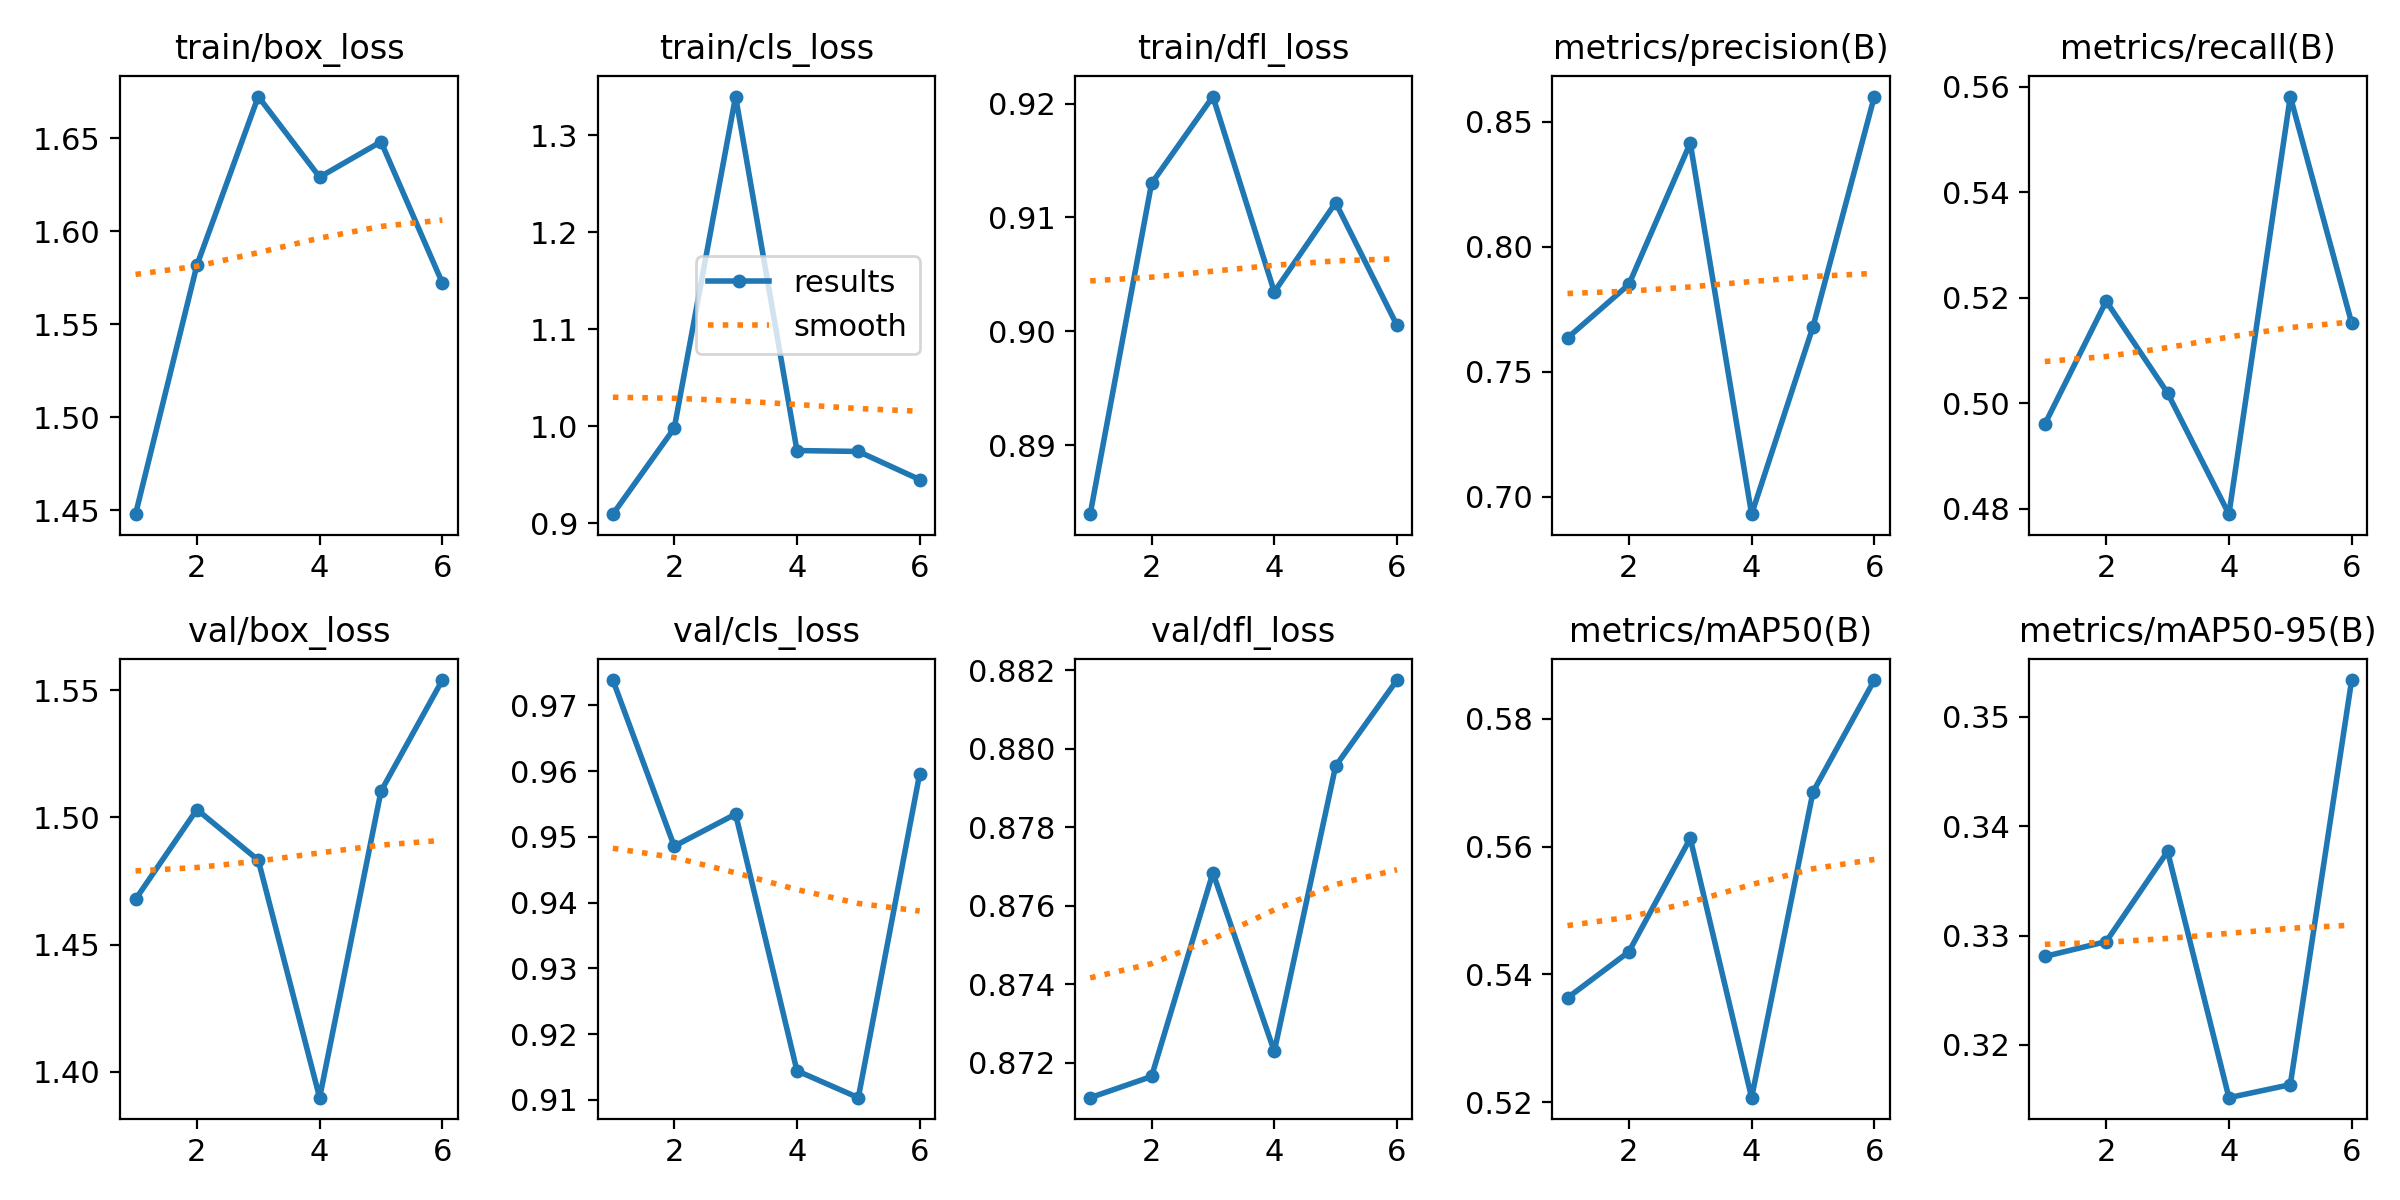 train/box_loss
train/cls_loss
train/dfl_loss
metrics/precision(B)
metrics/recall(B)
1.65
1.60
1.55
1.50
1.45
2 4 6
1.3
1.2
1.1
1.0
0.9
results
smooth
2 4 6
0.92
0.91
0.90
0.89
2 4 6
0.85
0.80
0.75
0.70
2 4 6
0.56
0.54
0.52
0.50
0.48
2 4 6
val/box_loss
val/cls_loss
val/dfl_loss
metrics/mAP50(B)
metrics/mAP50-95(B)
1.55
1.50
1.45
1.40
2 4 6
0.97
0.96
0.95
0.94
0.93
0.92
0.91
2 4 6
0.882
0.880
0.878
0.876
0.874
0.872
2 4 6
0.58
0.56
0.54
0.52
2 4 6
0.35
0.34
0.33
0.32
2 4 6